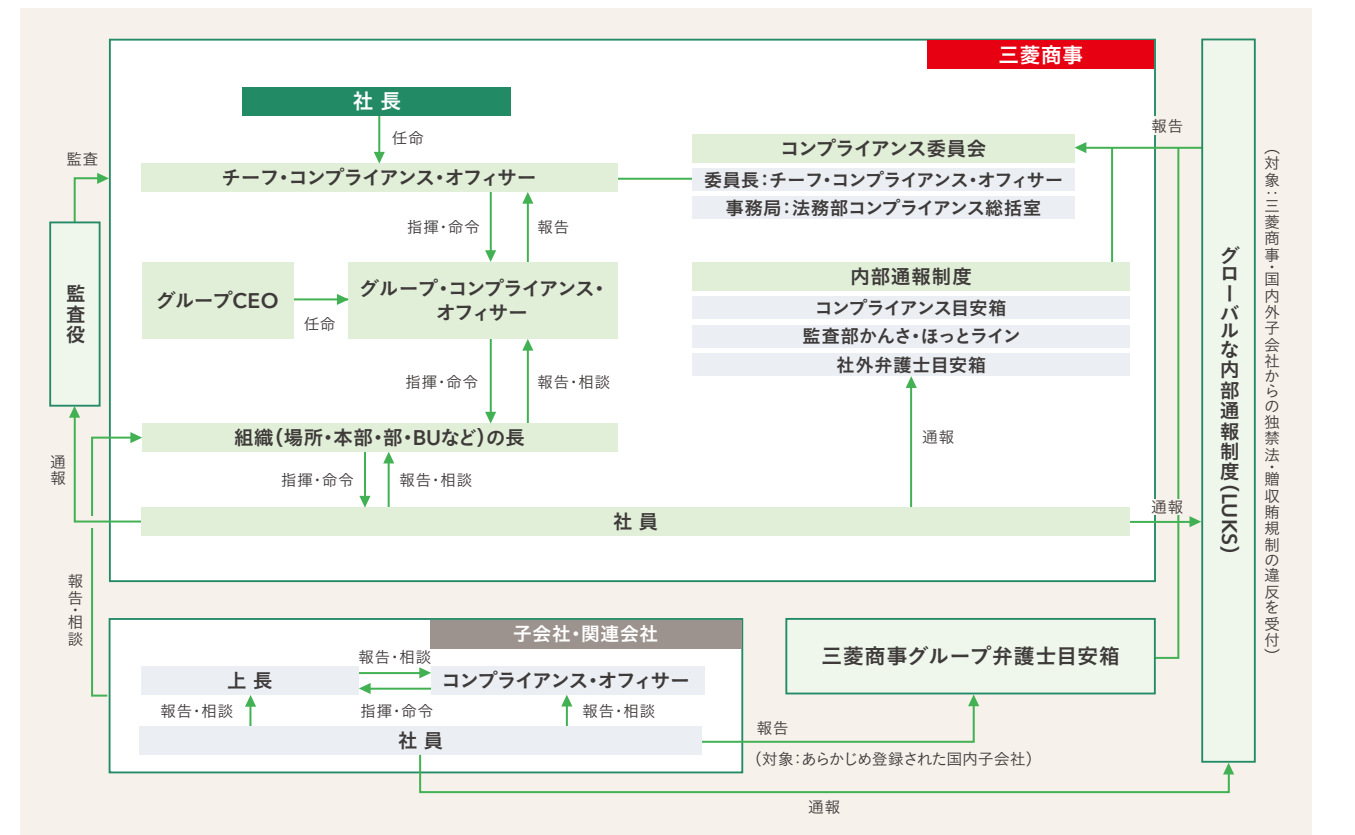 三菱商事
社 長
任命
監査
チーフ・コンプライアンス・オフィサー
コンプライアンス委員会
委員長:チーフ・コンプライアンス・オフィサー
事務局:法務部コンプライアンス総括室
報告
指揮・命令
報告
監査役
グループCEO
任命
グループ・コンプライアンス・
オフィサー
内部通報制度
コンプライアンス目安箱
監査部かんさ・ほっとライン
社外弁護士目安箱
指揮・命令
報告・相談
組織(場所・本部・部・BUなど)の長
通報
通報
指揮・命令
報告・相談
社 員
通報
グローバルな内部通報制度(LUKS)
(対象:三菱商事・国内外子会社からの独禁法・贈収賄規制の違反を受付)
報告・相談
子会社・関連会社
上 長
報告・相談
コンプライアンス・オフィサー
報告・相談
指揮・命令
報告・相談
社 員
三菱商事グループ弁護士目安箱
報告
(対象:あらかじめ登録された国内子会社)
通報